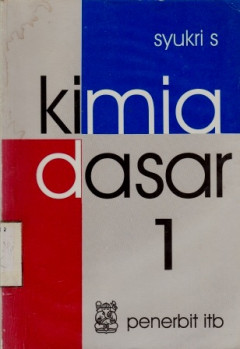 syukri s
kimia
dasar
1
penerbit itb